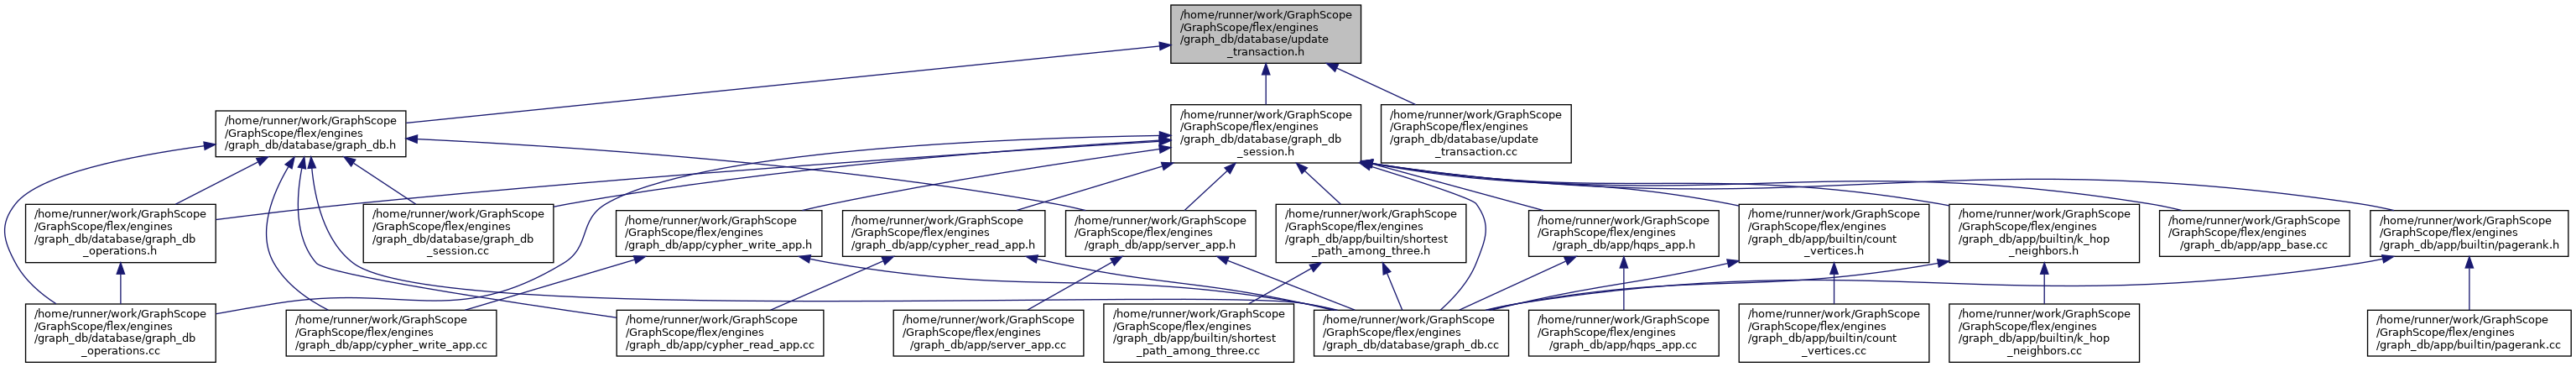 /home/runner/work/GraphScope
/GraphScope/flex/engines
/graph_db/database/update
_transaction.h
/home/runner/work/GraphScope
/GraphScope/flex/engines
/graph_db/database/graph_db.h
/home/runner/work/GraphScope
/GraphScope/flex/engines
/graph_db/database/graph_db
_session.h
/home/runner/work/GraphScope
/GraphScope/flex/engines
/graph_db/database/update
_transaction.cc
/home/runner/work/GraphScope
/GraphScope/flex/engines
/graph_db/database/graph_db
_operations.h
/home/runner/work/GraphScope
/GraphScope/flex/engines
/graph_db/database/graph_db
_session.cc
/home/runner/work/GraphScope
/GraphScope/flex/engines
/graph_db/app/cypher_write_app.h
/home/runner/work/GraphScope
/GraphScope/flex/engines
/graph_db/app/cypher_read_app.h
/home/runner/work/GraphScope
/GraphScope/flex/engines
/graph_db/app/server_app.h
/home/runner/work/GraphScope
/GraphScope/flex/engines
/graph_db/app/builtin/shortest
_path_among_three.h
/home/runner/work/GraphScope
/GraphScope/flex/engines
/graph_db/app/hqps_app.h
/home/runner/work/GraphScope
/GraphScope/flex/engines
/graph_db/app/builtin/count
_vertices.h
/home/runner/work/GraphScope
/GraphScope/flex/engines
/graph_db/app/builtin/k_hop
_neighbors.h
/home/runner/work/GraphScope
/GraphScope/flex/engines
/graph_db/app/app_base.cc
/home/runner/work/GraphScope
/GraphScope/flex/engines
/graph_db/app/builtin/pagerank.h
/home/runner/work/GraphScope
/GraphScope/flex/engines
/graph_db/database/graph_db
_operations.cc
/home/runner/work/GraphScope
/GraphScope/flex/engines
/graph_db/app/cypher_write_app.cc
/home/runner/work/GraphScope
/GraphScope/flex/engines
/graph_db/app/cypher_read_app.cc
/home/runner/work/GraphScope
/GraphScope/flex/engines
/graph_db/app/server_app.cc
/home/runner/work/GraphScope
/GraphScope/flex/engines
/graph_db/app/builtin/shortest
_path_among_three.cc
/home/runner/work/GraphScope
/GraphScope/flex/engines
/graph_db/database/graph_db.cc
/home/runner/work/GraphScope
/GraphScope/flex/engines
/graph_db/app/hqps_app.cc
/home/runner/work/GraphScope
/GraphScope/flex/engines
/graph_db/app/builtin/count
_vertices.cc
/home/runner/work/GraphScope
/GraphScope/flex/engines
/graph_db/app/builtin/k_hop
_neighbors.cc
/home/runner/work/GraphScope
/GraphScope/flex/engines
/graph_db/app/builtin/pagerank.cc